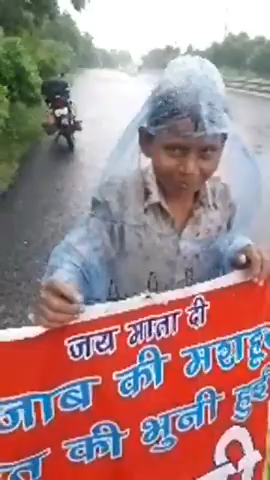 जय माता दी
जाब की मशहू
त की भुनी हुई
की